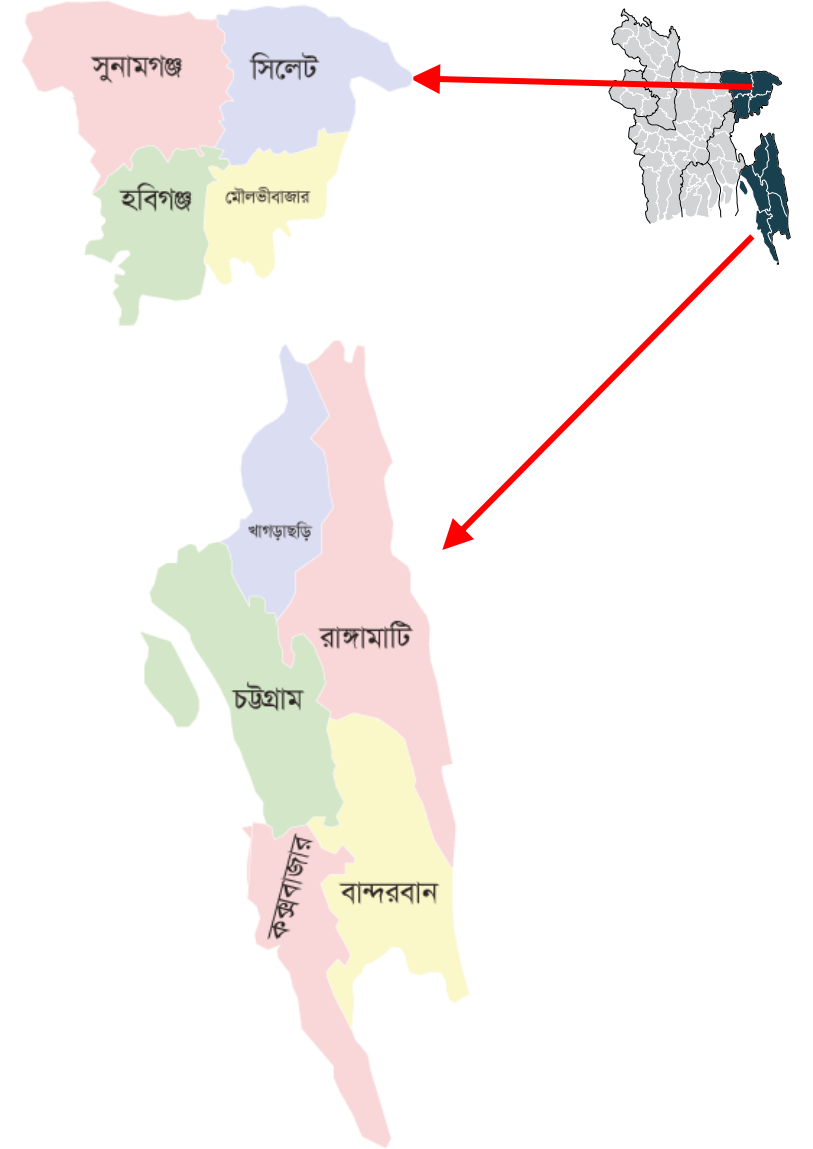 সুনামগঞ্জ
সিলেট
হবিগঞ্জ
মৌলভীবাজার
খাগড়াছড়ি
রাঙ্গামাটি
চট্টগ্রাম
কক্সবাজার
বান্দরবান